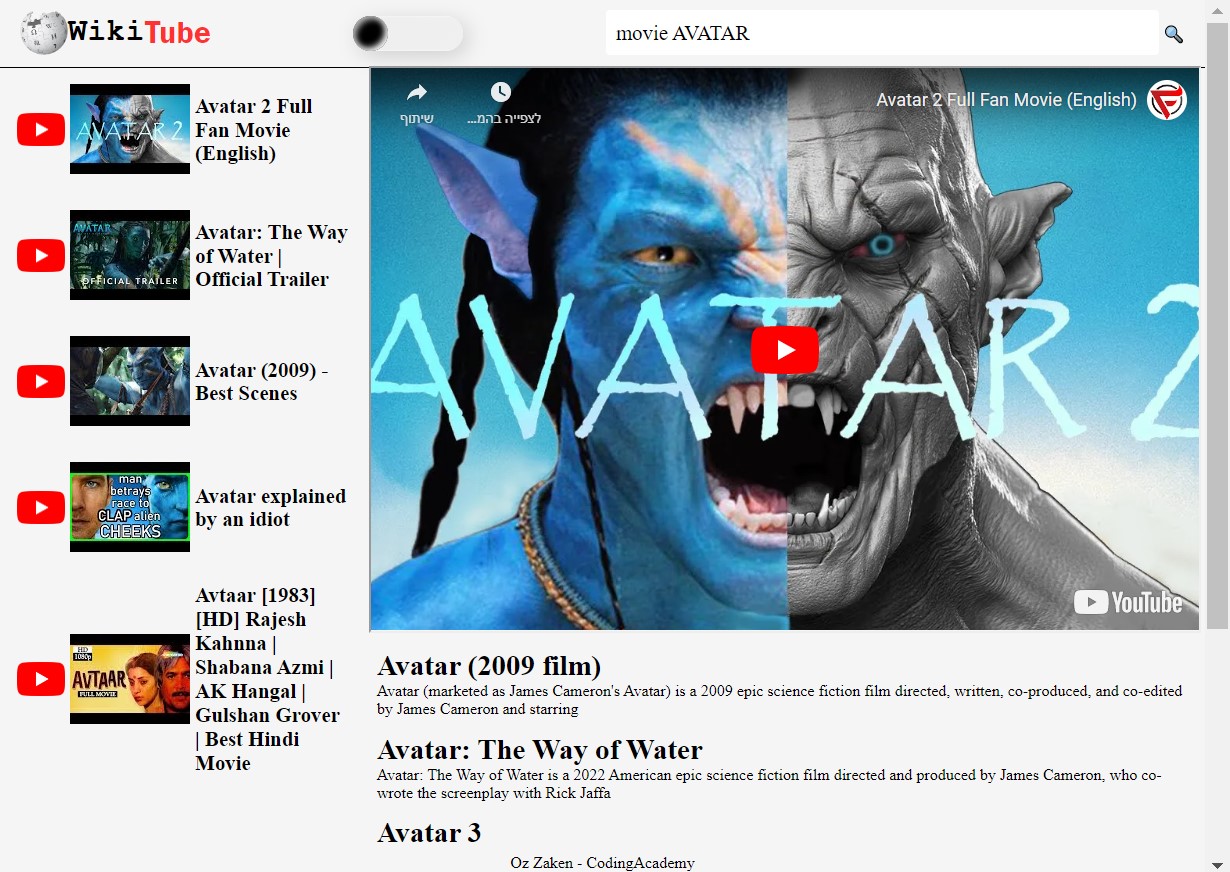 WikiTube
movie AVATAR
AVATAR 2
Avatar 2 Full
Fan Movie
(English)
AVATAR
OFFICIAL TRAILER
Avatar: The Way
of Water |
Official Trailer
Avatar (2009) -
Best Scenes
man
betrays
race to
CLAP alien
CHEEKS
Avatar explained
by an idiot
HD
1080p
AVTAAR
FULL MOVIE
Avtaar [1983]
[HD] Rajesh
Kahnna |
Shabana Azmi |
AK Hangal |
Gulshan Grover
| Best Hindi
Movie
שיתוף
לצפייה בהמ...
Avatar 2 Full Fan Movie (English)
AVATAR 2
YouTube
Avatar (2009 film)
Avatar (marketed as James Cameron's Avatar) is a 2009 epic science fiction film directed, written, co-produced, and co-edited
by James Cameron and starring
Avatar: The Way of Water
Avatar: The Way of Water is a 2022 American epic science fiction film directed and produced by James Cameron, who co-
wrote the screenplay with Rick Jaffa
Avatar 3
Oz Zaken - CodingAcademy